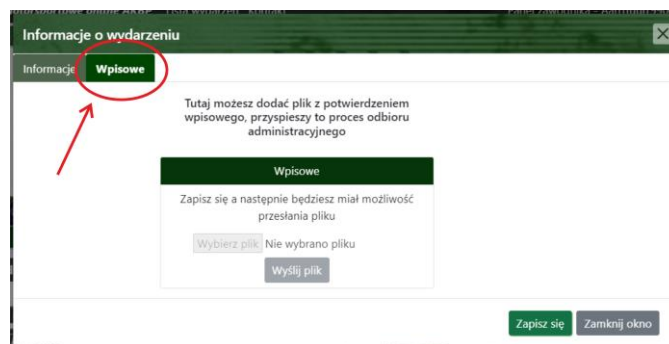 Informacje o wydarzeniu
Informacje
Wpisowe
Tutaj możesz dodać plik z potwierdzeniem
wpisowego, przyspieszy to proces odbioru
administracyjnego
Wpisowe
Zapisz się a następnie będziesz miał możliwość
przesłania pliku
Wybierz plik Nie wybrano pliku
Wyślij plik
Zapisz się Zamknij okno